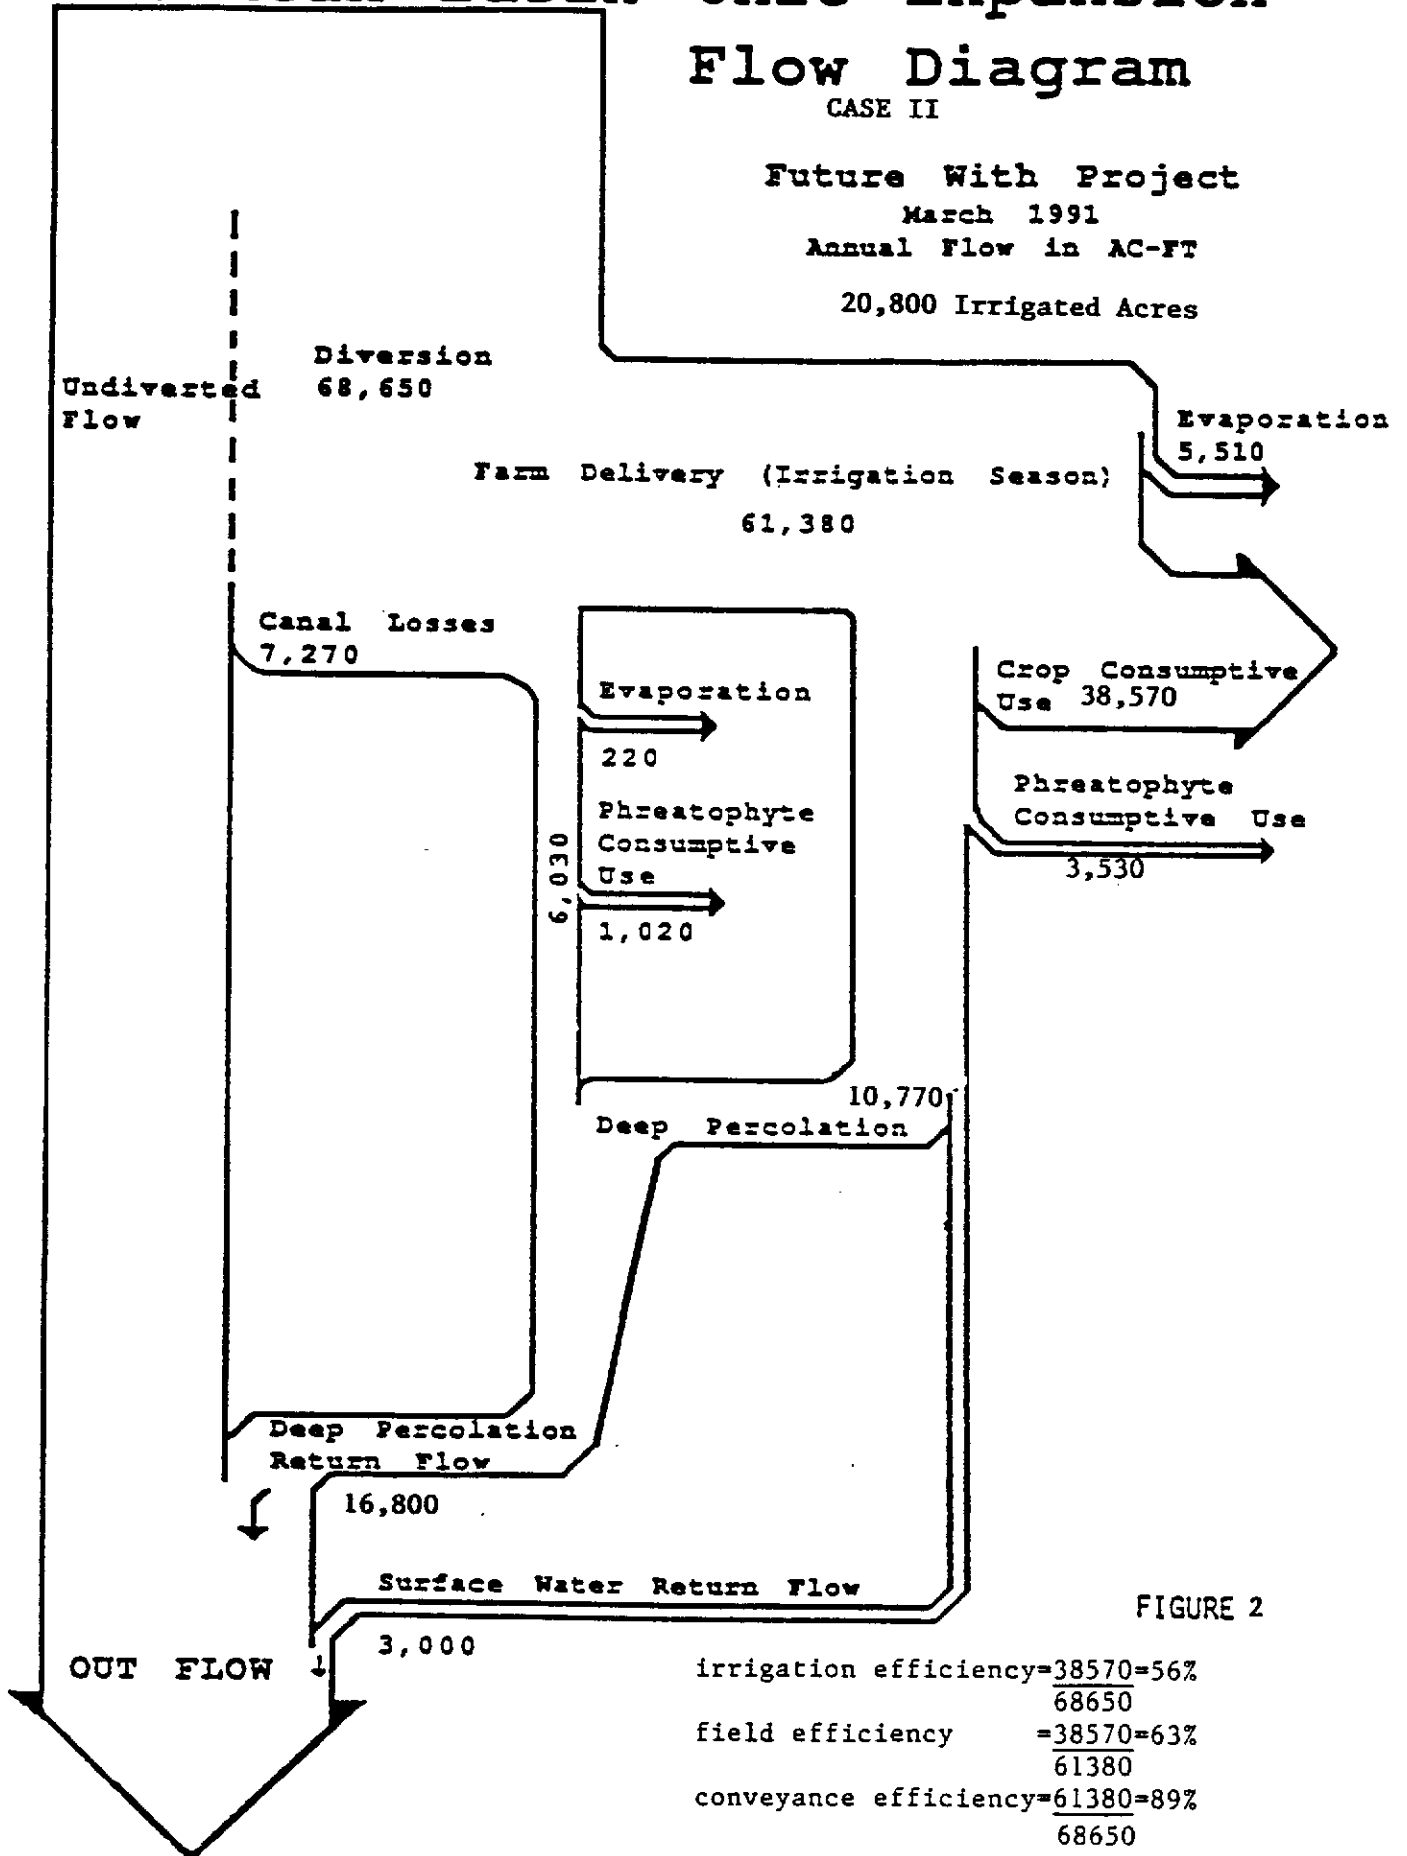 Unit Expansion
Flow Diagram
CASE II
Future With Project
March 1991
Annual Flow in AC-FT
20,800 Irrigated Acres
Diversion
68,650
Undiverted
Flow
Evaporation
5,510
Farm Delivery (Irrigation Season)
61,380
Canal Losses
7,270
Evaporation
220
Phreatophyte
Consumptive
Use
1,020
6,030
Crop Consumptive
Use 38,570
Phreatophyte
Consumptive Use
3,530
10,770
Deep Percolation
Deep Percolation
Return Flow
16,800
Surface Water Return Flow
3,000
OUT FLOW
FIGURE 2
irrigation efficiency=38570=56%
68650
field efficiency =38570=63%
61380
conveyance efficiency=61380=89%
68650